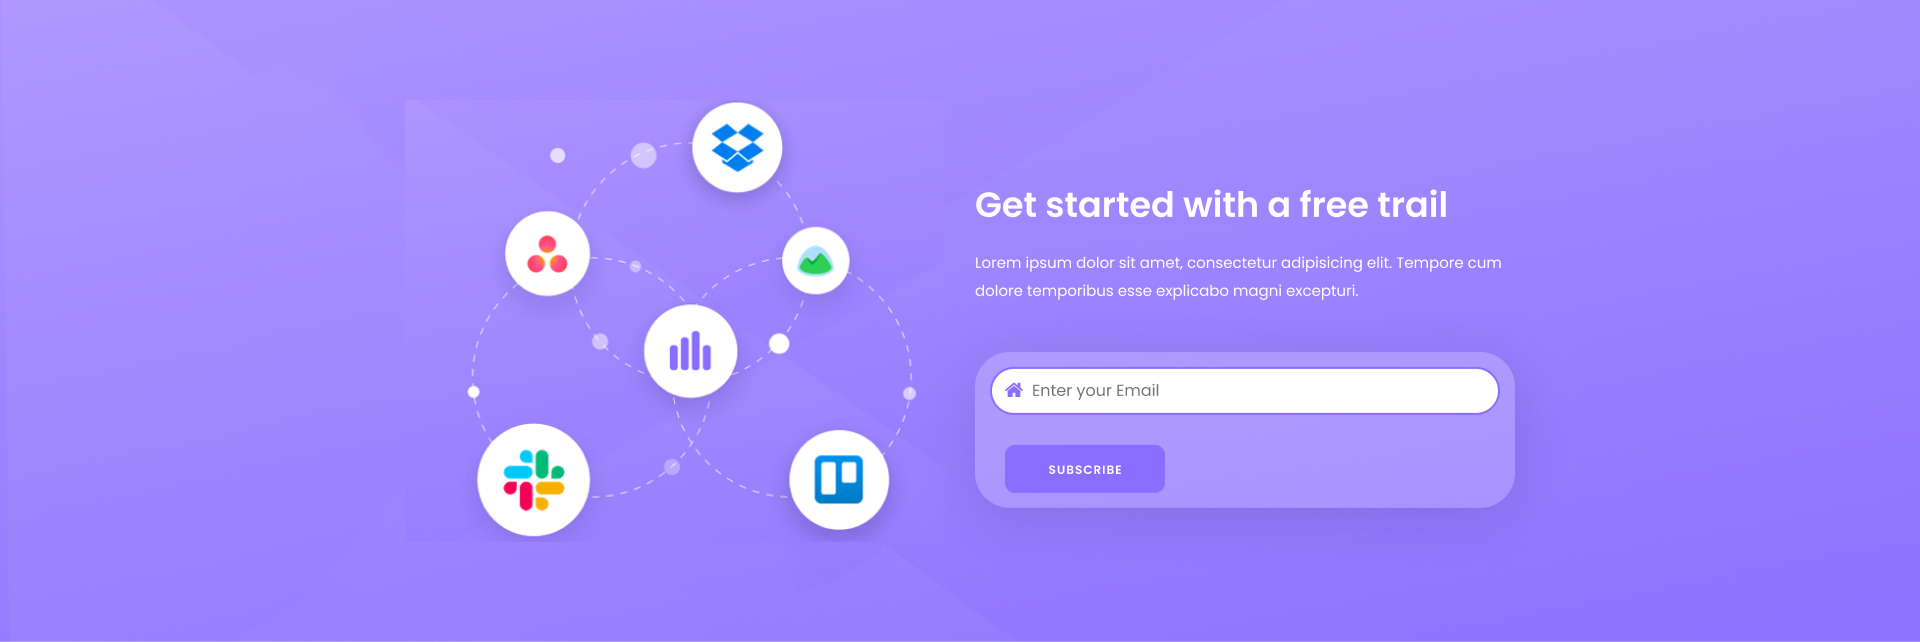 Get started with a free trail
Lorem ipsum dolor sit amet, consectetur adipisicing elit. Tempore cum
dolore temporibus esse explicabo magni excepturi.
Enter your Email
SUBSCRIBE